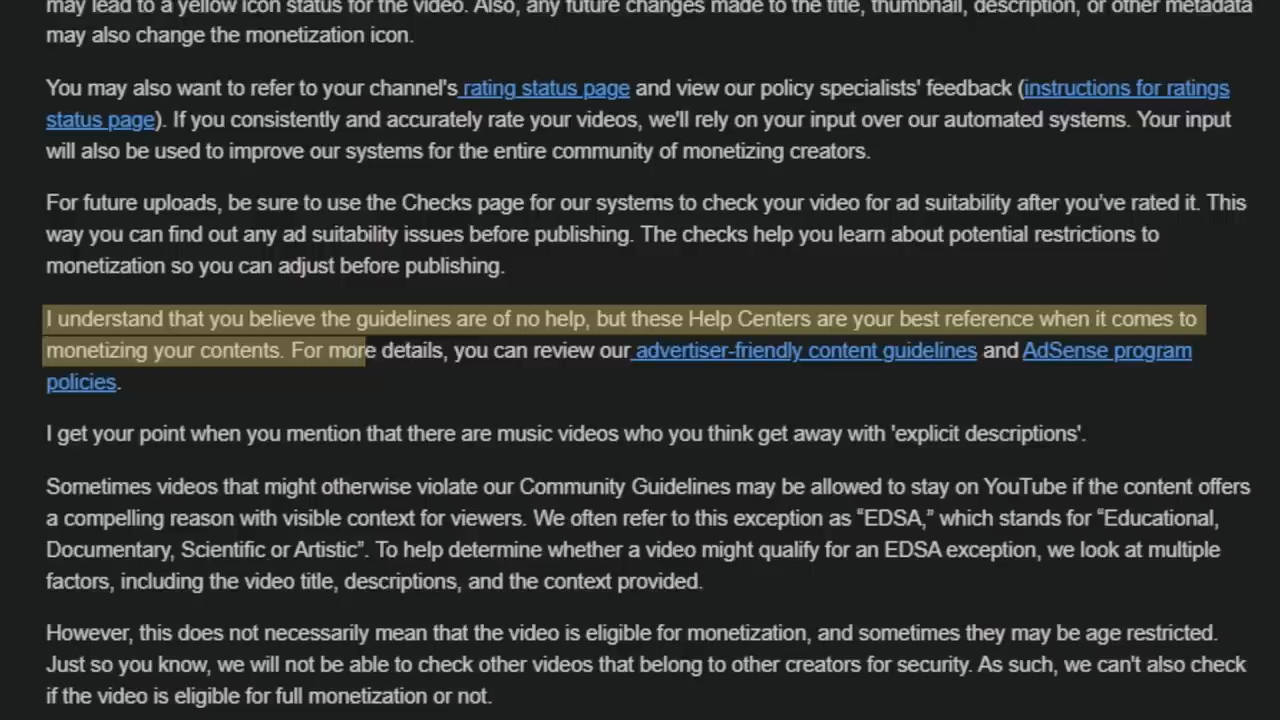 may lead to a yellow icon status for the video. Also, any future changes made to the title, thumbnail, description, or other metadata
may also change the monetization icon.
You may also want to refer to your channel's rating status page and view our policy specialists' feedback (instructions for ratings
status page). If you consistently and accurately rate your videos, we'll rely on your input over our automated systems. Your input
will also be used to improve our systems for the entire community of monetizing creators.
For future uploads, be sure to use the Checks page for our systems to check your video for ad suitability after you've rated it. This
way you can find out any ad suitability issues before publishing. The checks help you learn about potential restrictions to
monetization so you can adjust before publishing.
I understand that you believe the guidelines are of no help, but these Help Centers are your best reference when it comes to
monetizing your contents. For more details, you can review our advertiser-friendly content guidelines and AdSense program
policies.
I get your point when you mention that there are music videos who you think get away with 'explicit descriptions'.
Sometimes videos that might otherwise violate our Community Guidelines may be allowed to stay on YouTube if the content offers
a compelling reason with visible context for viewers. We often refer to this exception as “EDSA,” which stands for “Educational,
Documentary, Scientific or Artistic”. To help determine whether a video might qualify for an EDSA exception, we look at multiple
factors, including the video title, descriptions, and the context provided.
However, this does not necessarily mean that the video is eligible for monetization, and sometimes they may be age restricted.
Just so you know, we will not be able to check other videos that belong to other creators for security. As such, we can't also check
if the video is eligible for full monetization or not.